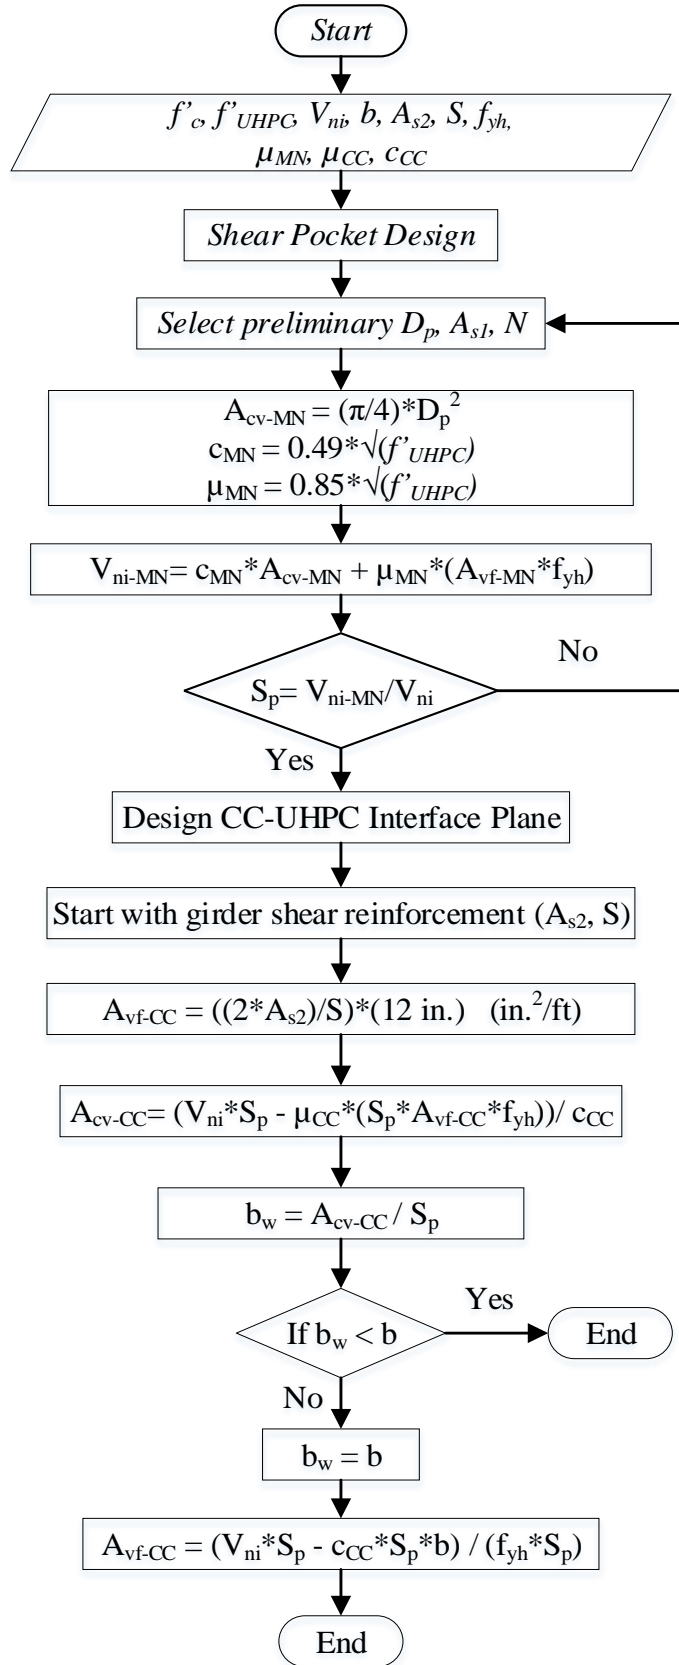 Start
f'c, f'UHPC, Vni, b, As2, S, fyh,
μMN, μCC, cCC
Shear Pocket Design
Select preliminary Dp, As1, N
Acv-MN = (π/4)*Dp²
cMN = 0.49*√(f'UHPC)
μMN = 0.85*√(f'UHPC)
Vni-MN= cMN*Acv-MN + μMN*(Avf-MN*fyh)
No
Sp= Vni-MN/Vni
Yes
Design CC-UHPC Interface Plane
Start with girder shear reinforcement (As2, S)
Avf-CC = ((2*As2)/S)*(12 in.) (in.²/ft)
Acv-CC= (Vni*Sp - μCC*(Sp*Avf-CC*fyh))/ cCC
bw = Acv-CC / Sp
Yes
If bw < b
End
No
bw = b
Avf-CC = (Vni*Sp - cCC*Sp*b) / (fyh*Sp)
End